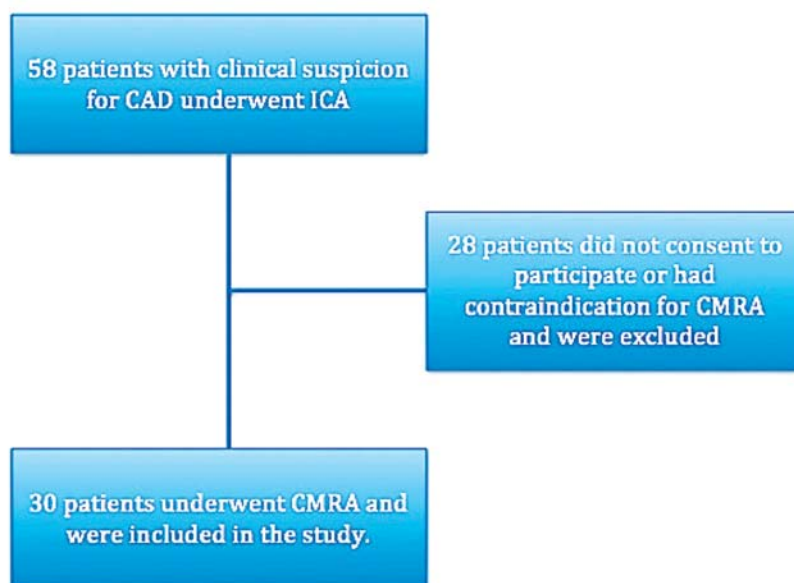 58 patients with clinical suspicion
for CAD underwent ICA
28 patients did not consent to
participate or had
contraindication for CMRA
and were excluded
30 patients underwent CMRA and
were included in the study.